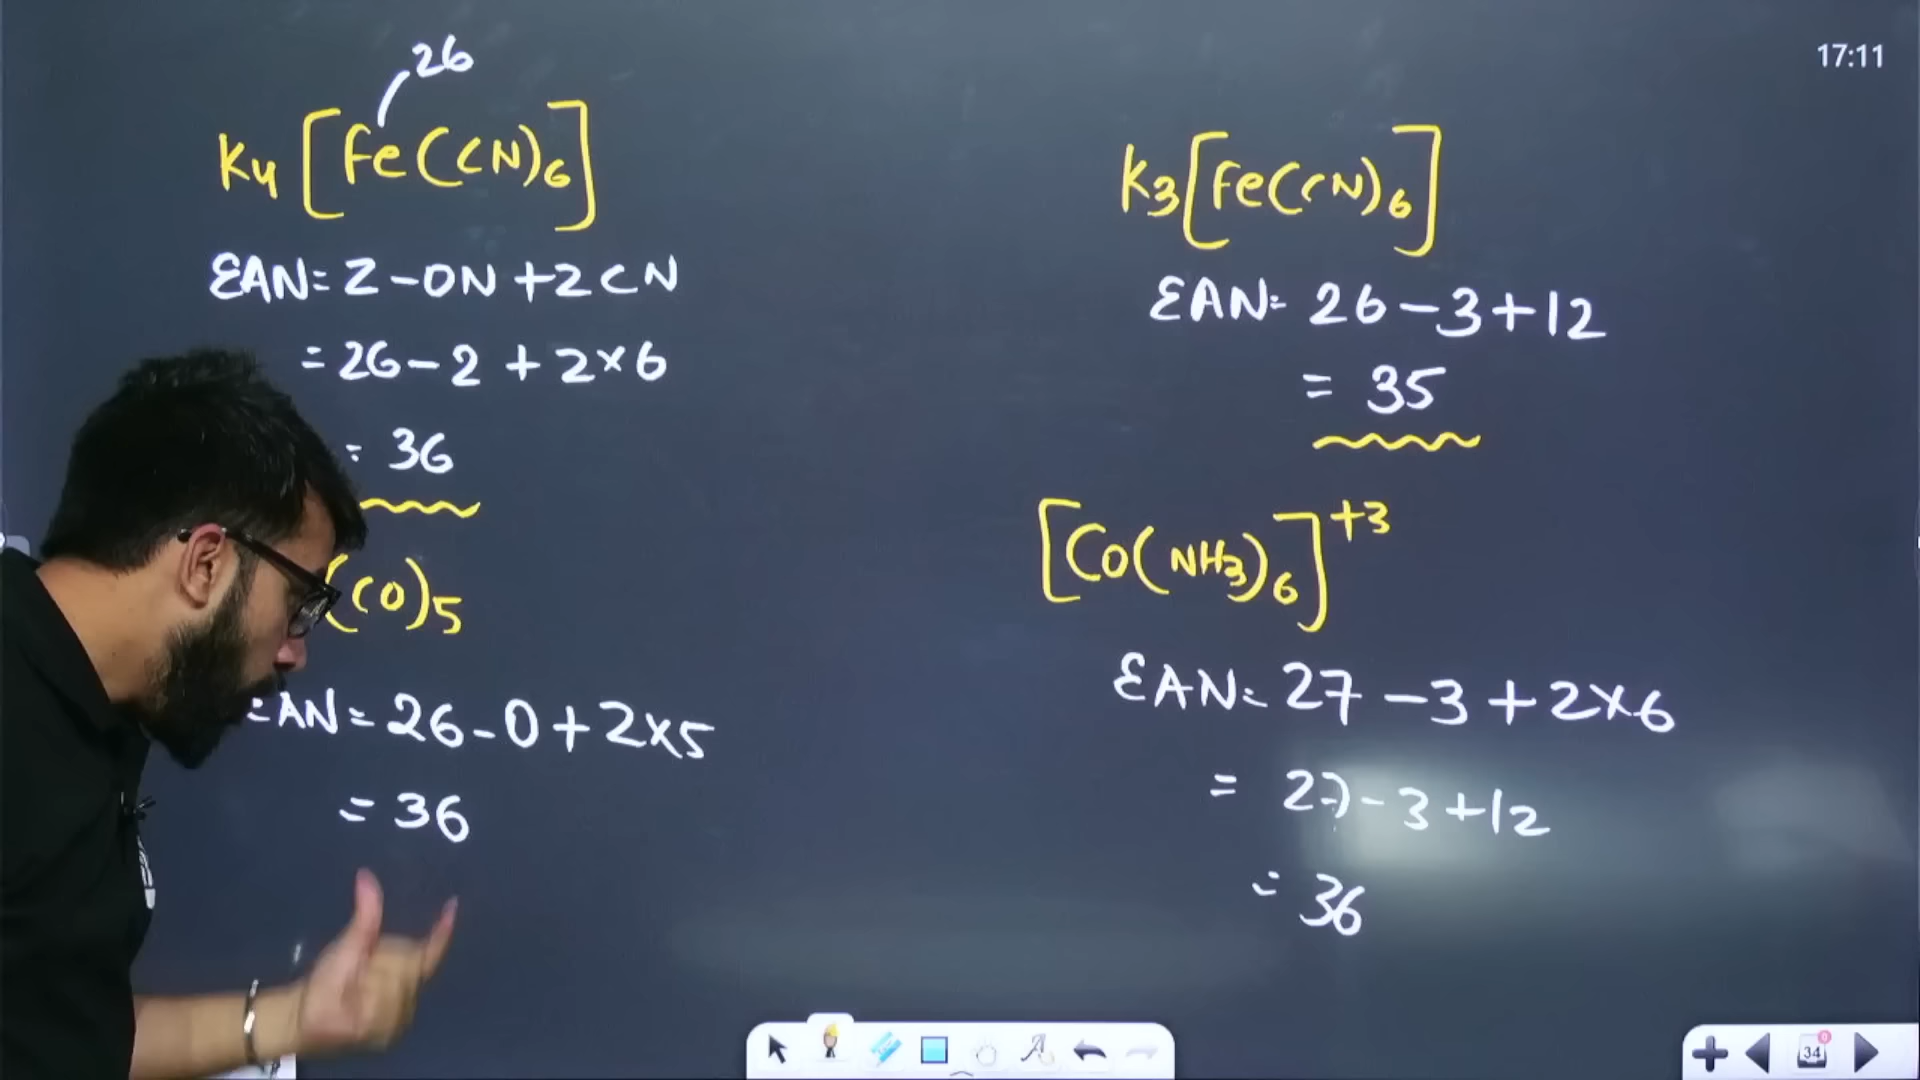 17:11
26
K4[Fe(CN)6]
EAN= Z-ON+2CN
=26-2+2×6
= 36
(CO)5
EAN= 26-0+2×5
= 36
K3[Fe(CN)6]
EAN= 26-3+12
= 35
[Co(NH3)6]+3
EAN= 27-3+2×6
= 27-3+12
= 36
34